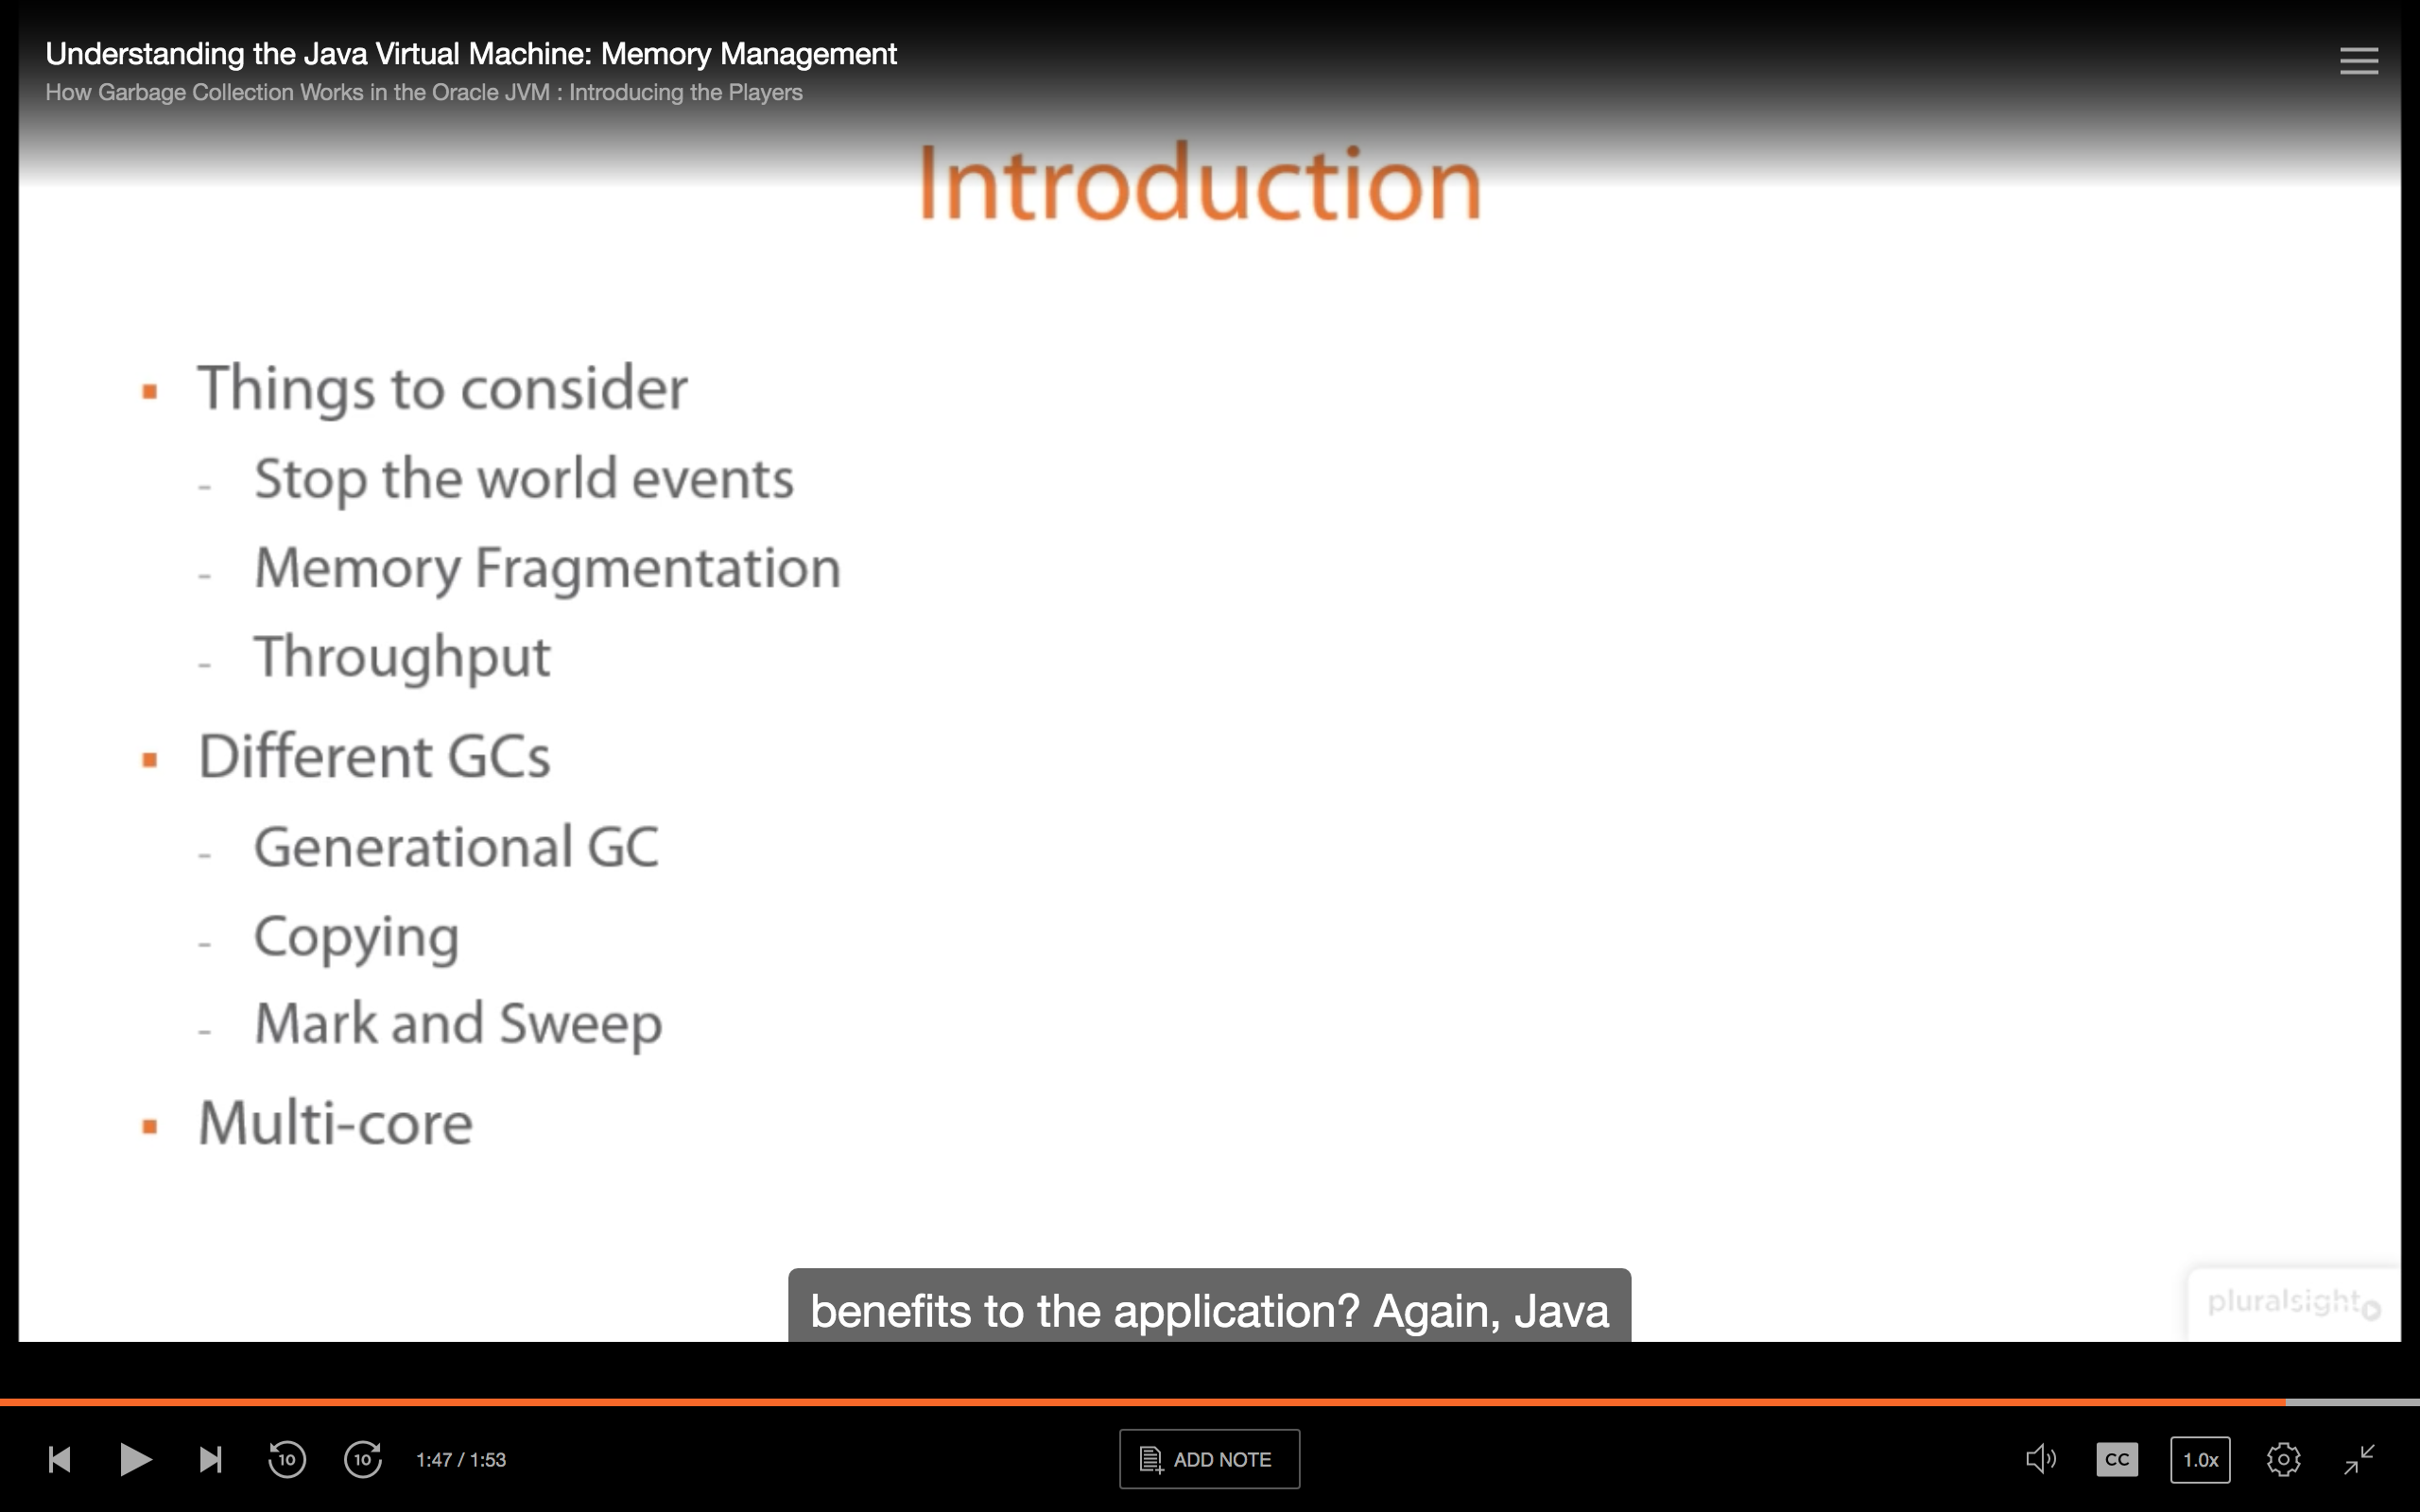 Understanding the Java Virtual Machine: Memory Management
How Garbage Collection Works in the Oracle JVM : Introducing the Players
Introduction
▪ Things to consider
- Stop the world events
- Memory Fragmentation
- Throughput
▪ Different GCs
- Generational GC
- Copying
- Mark and Sweep
▪ Multi-core
benefits to the application? Again, Java
pluralsight
10
10
1:47 / 1:53
ADD NOTE
CC
1.0x